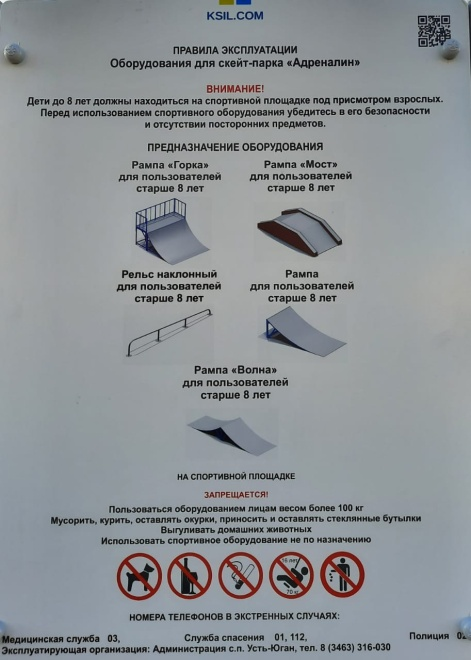 KSIL.COM
ПРАВИЛА ЭКСПЛУАТАЦИИ
Оборудования для скейт-парка «Адреналин»
ВНИМАНИЕ!
Дети до 8 лет должны находиться на спортивной площадке под присмотром взрослых.
Перед использованием спортивного оборудования убедитесь в его безопасности
и отсутствии посторонних предметов.
ПРЕДНАЗНАЧЕНИЕ ОБОРУДОВАНИЯ
Рампа «Горка»
для пользователей
старше 8 лет
Рампа «Мост»
для пользователей
старше 8 лет
Рельс наклонный
для пользователей
старше 8 лет
Рампа
для пользователей
старше 8 лет
Рампа «Волна»
для пользователей
старше 8 лет
НА СПОРТИВНОЙ ПЛОЩАДКЕ
ЗАПРЕЩАЕТСЯ!
Пользоваться оборудованием лицам весом более 100 кг
Мусорить, курить, оставлять окурки, приносить и оставлять стеклянные бутылки
Выгуливать домашних животных
Использовать спортивное оборудование не по назначению
16 лет
70 кг
НОМЕРА ТЕЛЕФОНОВ В ЭКСТРЕННЫХ СЛУЧАЯХ:
Медицинская служба 03, Служба спасения 01, 112, Полиция 02,
Эксплуатирующая организация: Администрация с.п. Усть-Юган, тел. 8 (3463) 316-030